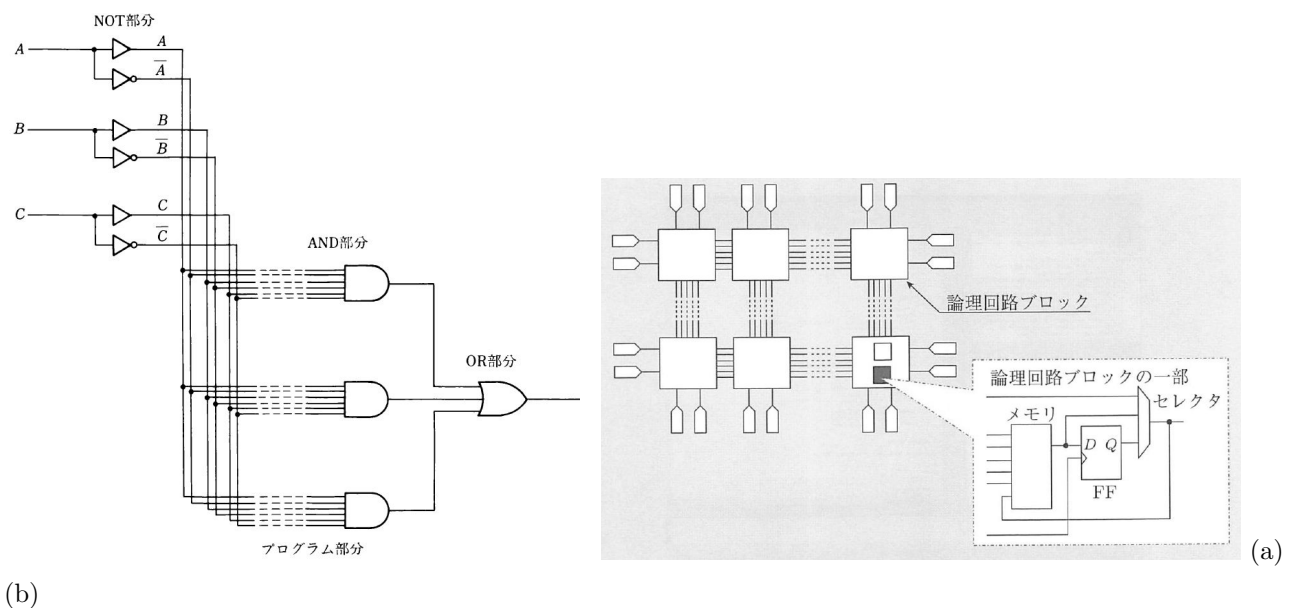 NOT部分
A
A
A̅
B
B
B̅
C
C
C̅
AND部分
OR部分
プログラム部分
論理回路ブロック
論理回路ブロックの一部
セレクタ
メモリ
D Q
FF
(a)
(b)